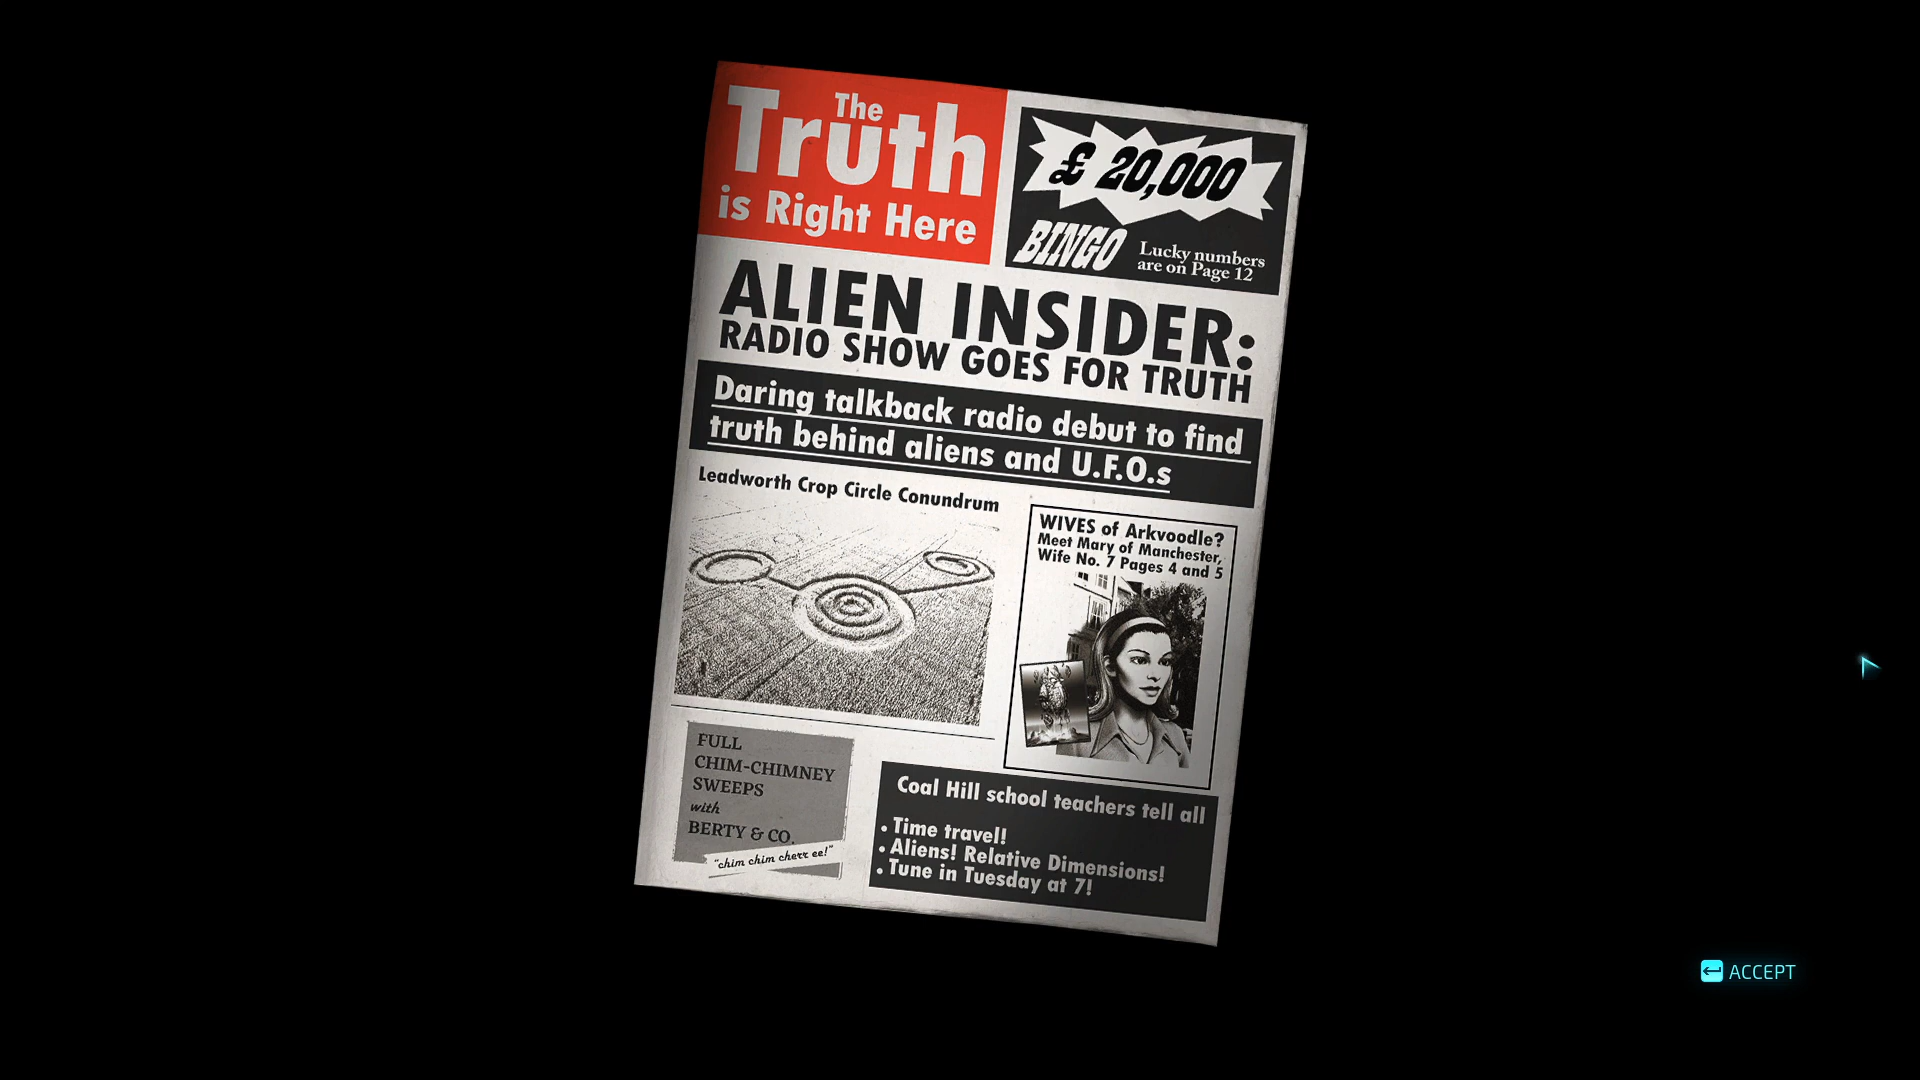 The
Truth
is Right Here
£ 20,000
BINGO
Lucky numbers
are on Page 12
ALIEN INSIDER:
RADIO SHOW GOES FOR TRUTH
Daring talkback radio debut to find
truth behind aliens and U.F.O.s
Leadworth Crop Circle Conundrum
WIVES of Arkvoodle?
Meet Mary of Manchester,
Wife No. 7 Pages 4 and 5
FULL
CHIM-CHIMNEY
SWEEPS
with
BERTY & CO.
"chim chim cherr ee!"
Coal Hill school teachers tell all
• Time travel!
• Aliens! Relative Dimensions!
• Tune in Tuesday at 7!
ACCEPT